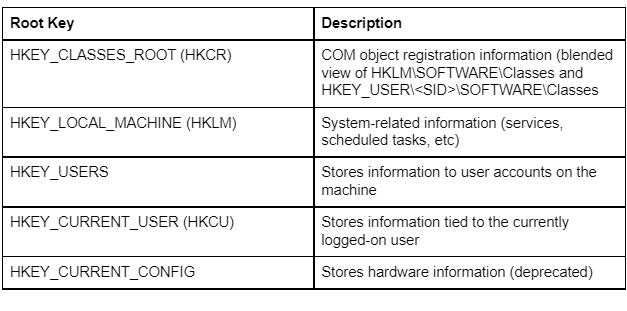 Root Key
Description
HKEY_CLASSES_ROOT (HKCR)
COM object registration information (blended
view of HKLM\SOFTWARE\Classes and
HKEY_USER\<SID>\SOFTWARE\Classes
HKEY_LOCAL_MACHINE (HKLM)
System-related information (services,
scheduled tasks, etc)
HKEY_USERS
Stores information to user accounts on the
machine
HKEY_CURRENT_USER (HKCU)
Stores information tied to the currently
logged-on user
HKEY_CURRENT_CONFIG
Stores hardware information (deprecated)